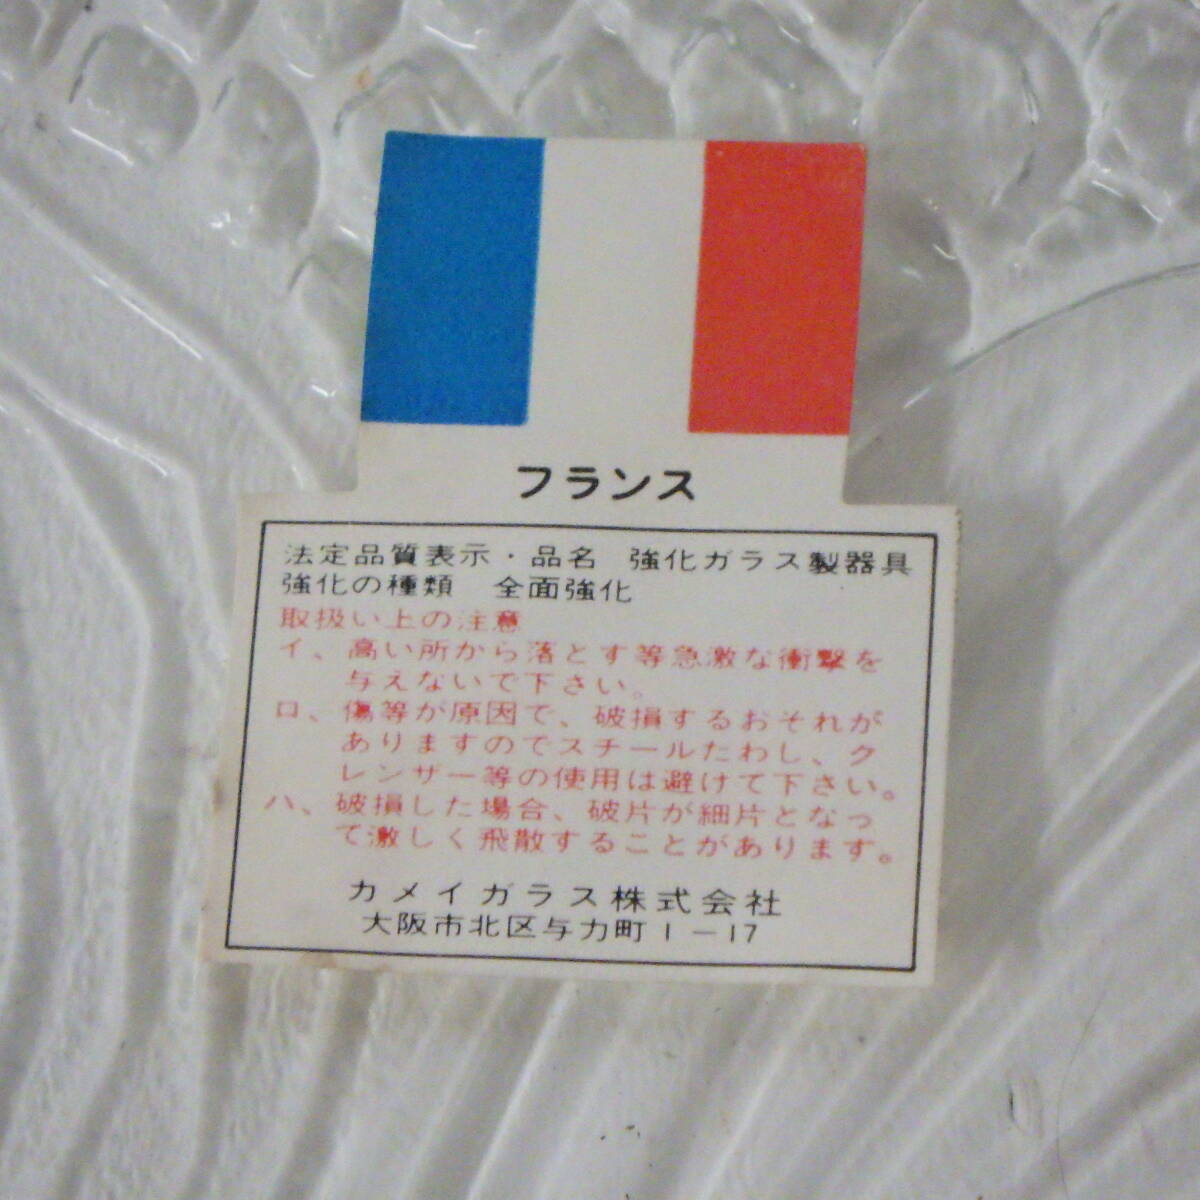 フランス
法定品質表示・品名　強化ガラス製器具
強化の種類　全面強化
取扱い上の注意
イ、高い所から落とす等急激な衝撃を
与えないで下さい。
ロ、傷等が原因で、破損するおそれが
ありますのでスチールたわし、ク
レンザー等の使用は避けて下さい。
ハ、破損した場合、破片が細片となっ
て激しく飛散することがあります。
カメイガラス株式会社
大阪市北区与力町1-17